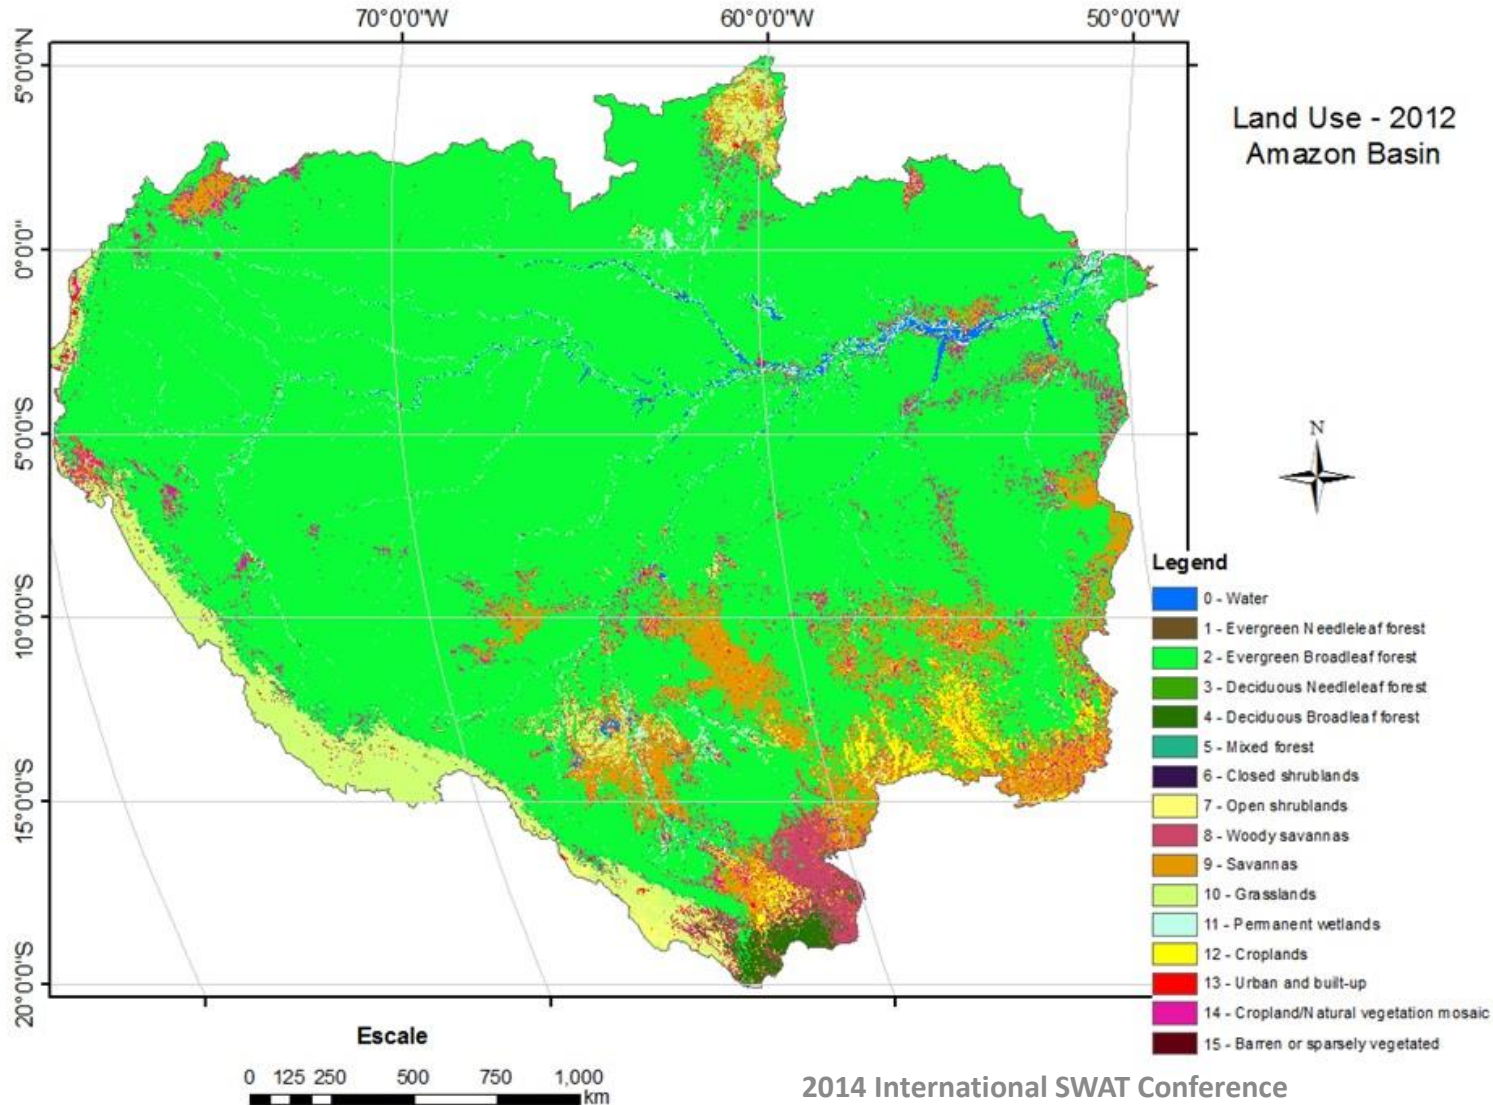 70°0'0"W 60°0'0"W 50°0'0"W
5°0'0"N
0°0'0"
5°0'0"S
10°0'0"S
15°0'0"S
20°0'0"S
Land Use - 2012
Amazon Basin
N
Legend
0 - Water
1 - Evergreen Needleleaf forest
2 - Evergreen Broadleaf forest
3 - Deciduous Needleleaf forest
4 - Deciduous Broadleaf forest
5 - Mixed forest
6 - Closed shrublands
7 - Open shrublands
8 - Woody savannas
9 - Savannas
10 - Grasslands
11 - Permanent wetlands
12 - Croplands
13 - Urban and built-up
14 - Cropland/Natural vegetation mosaic
15 - Barren or sparsely vegetated
Escale
0 125 250 500 750 1,000
km
2014 International SWAT Conference